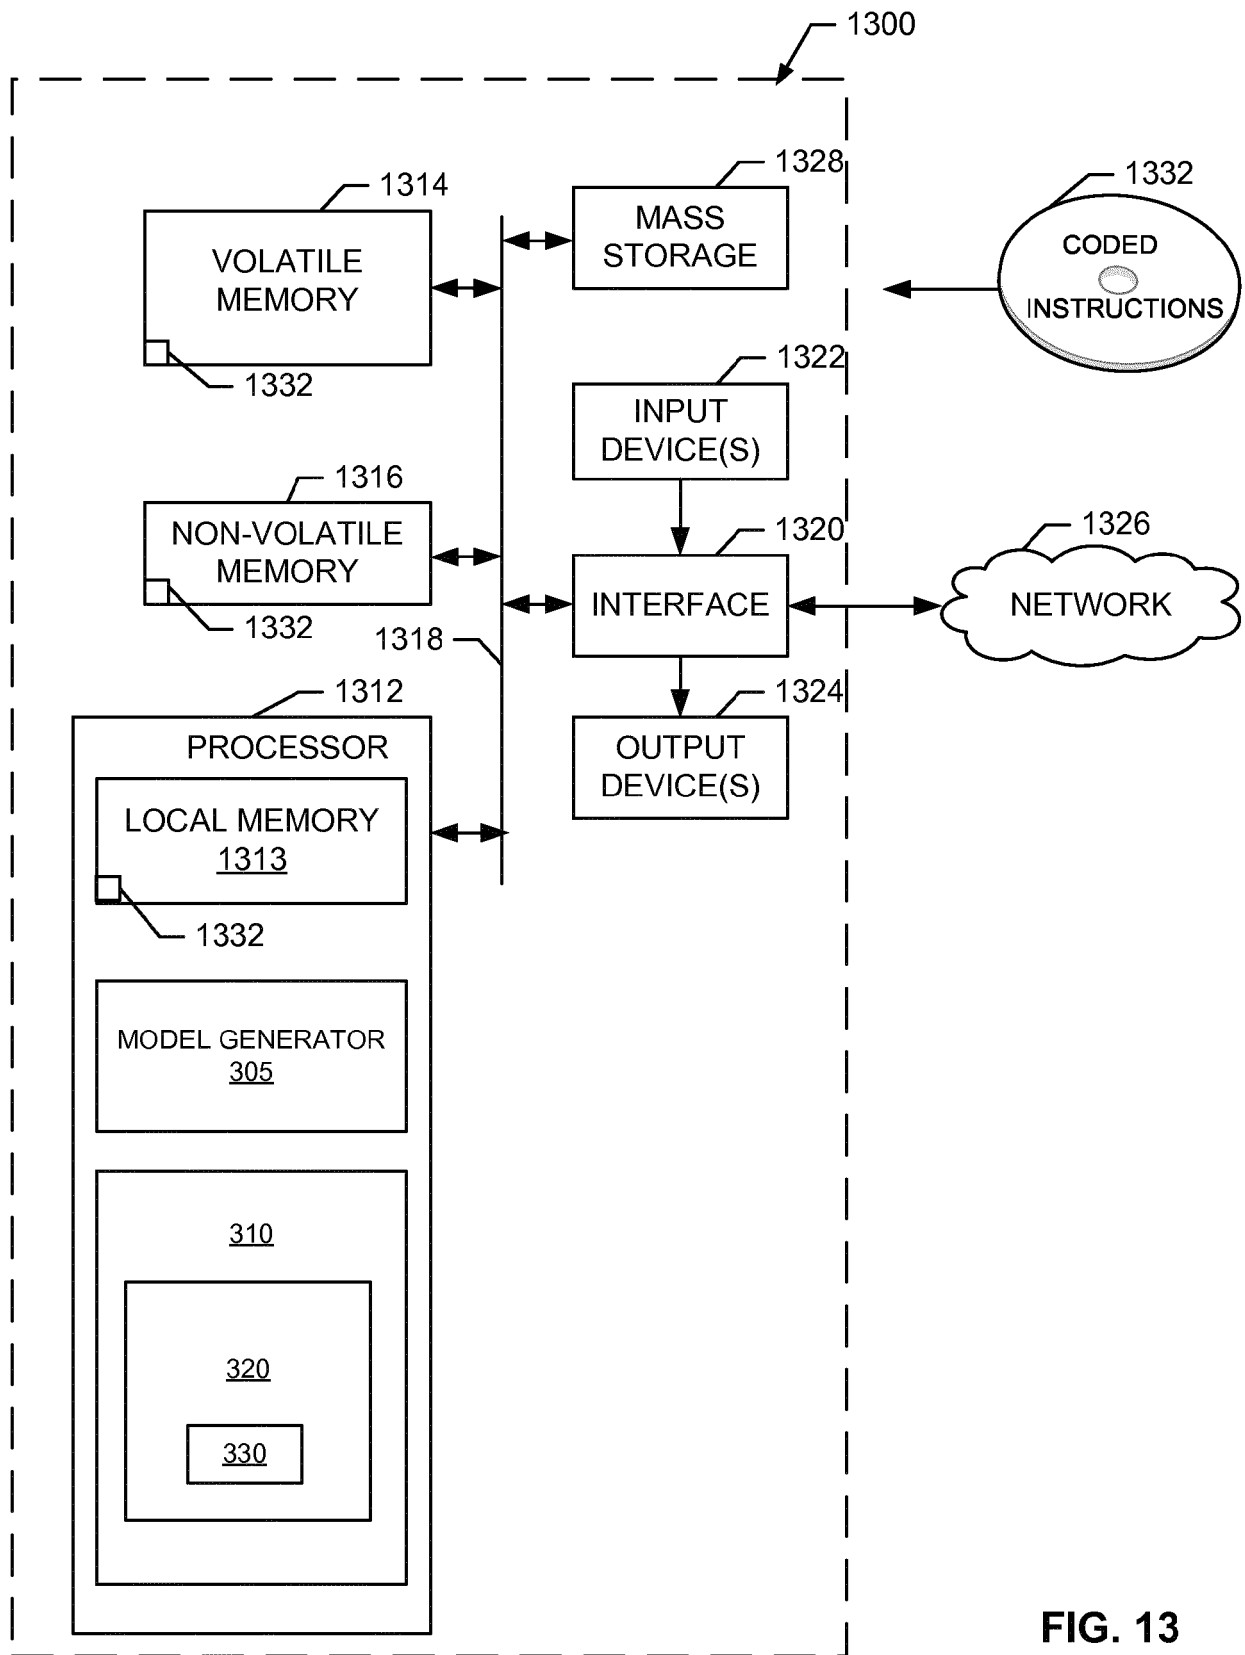 1300
1328
1314
1332
MASS
STORAGE
VOLATILE
MEMORY
CODED
INSTRUCTIONS
1332
1322
INPUT
DEVICE(S)
1316
NON-VOLATILE
MEMORY
1320
1326
INTERFACE
NETWORK
1332
1318
1312
1324
PROCESSOR
OUTPUT
DEVICE(S)
LOCAL MEMORY
1313
1332
MODEL GENERATOR
305
310
320
330
FIG. 13